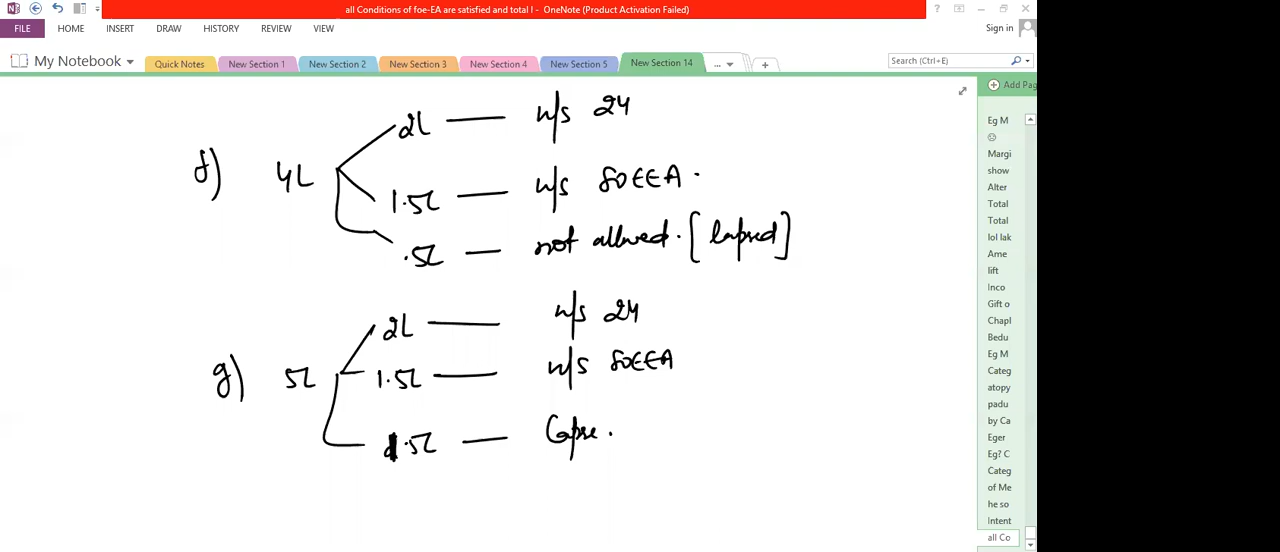 all Conditions of foe-EA are satisfied and total ! - OneNote (Product Activation Failed)
FILE HOME INSERT DRAW HISTORY REVIEW VIEW
Sign in
My Notebook Quick Notes New Section 1 New Section 2 New Section 3 New Section 4 New Section 5 New Section 14 ... Search (Ctrl+E)
Add Pag
f) 4L
2L — u/s 24
1.5L — u/s 80EEA.
.5L — not allwed. [lapsed]
g) 5L
2L — u/s 24
1.5L — u/s 80EEA
1.5L — Lapse.
Eg M
☹
Margi
show
Alter
Total
Total
lol lak
Ame
lift
Inco
Gift o
Chapl
Bedu
Eg M
Categ
atopy
padu
by Ca
Eger
Eg? C
Categ
of Me
he so
Intent
all Co